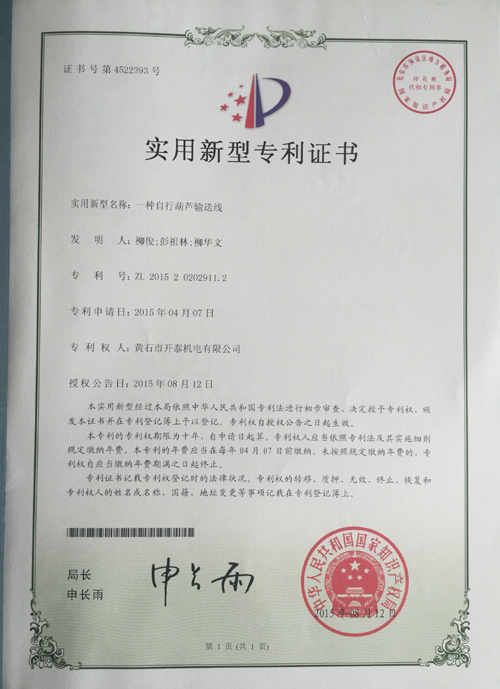 证书号第4522393号
实用新型专利证书
实用新型名称：一种自行葫芦输送线
发明人：柳俊;彭祖林;柳华文
专利号：ZL 2015 2 0202911.2
专利申请日：2015年04月07日
专利权人：黄石市开泰机电有限公司
授权公告日：2015年08月12日
本实用新型经过本局依照中华人民共和国专利法进行初步审查，决定授予专利权，颁
发本证书并在专利登记簿上予以登记。专利权自授权公告之日起生效。
本专利的专利权期限为十年，自申请日起算。专利权人应当依照专利法及其实施细则
规定缴纳年费。本专利的年费应当在每年04月07日前缴纳。未按照规定缴纳年费的，专
利权自应当缴纳年费期满之日起终止。
专利证书记载专利权登记时的法律状况。专利权的转移、质押、无效、终止、恢复和
专利权人的姓名或名称、国籍、地址变更等事项记载在专利登记簿上。
局长
申长雨
申长雨
中华人民共和国国家知识产权局
2015年08月12日
第1页(共1页)